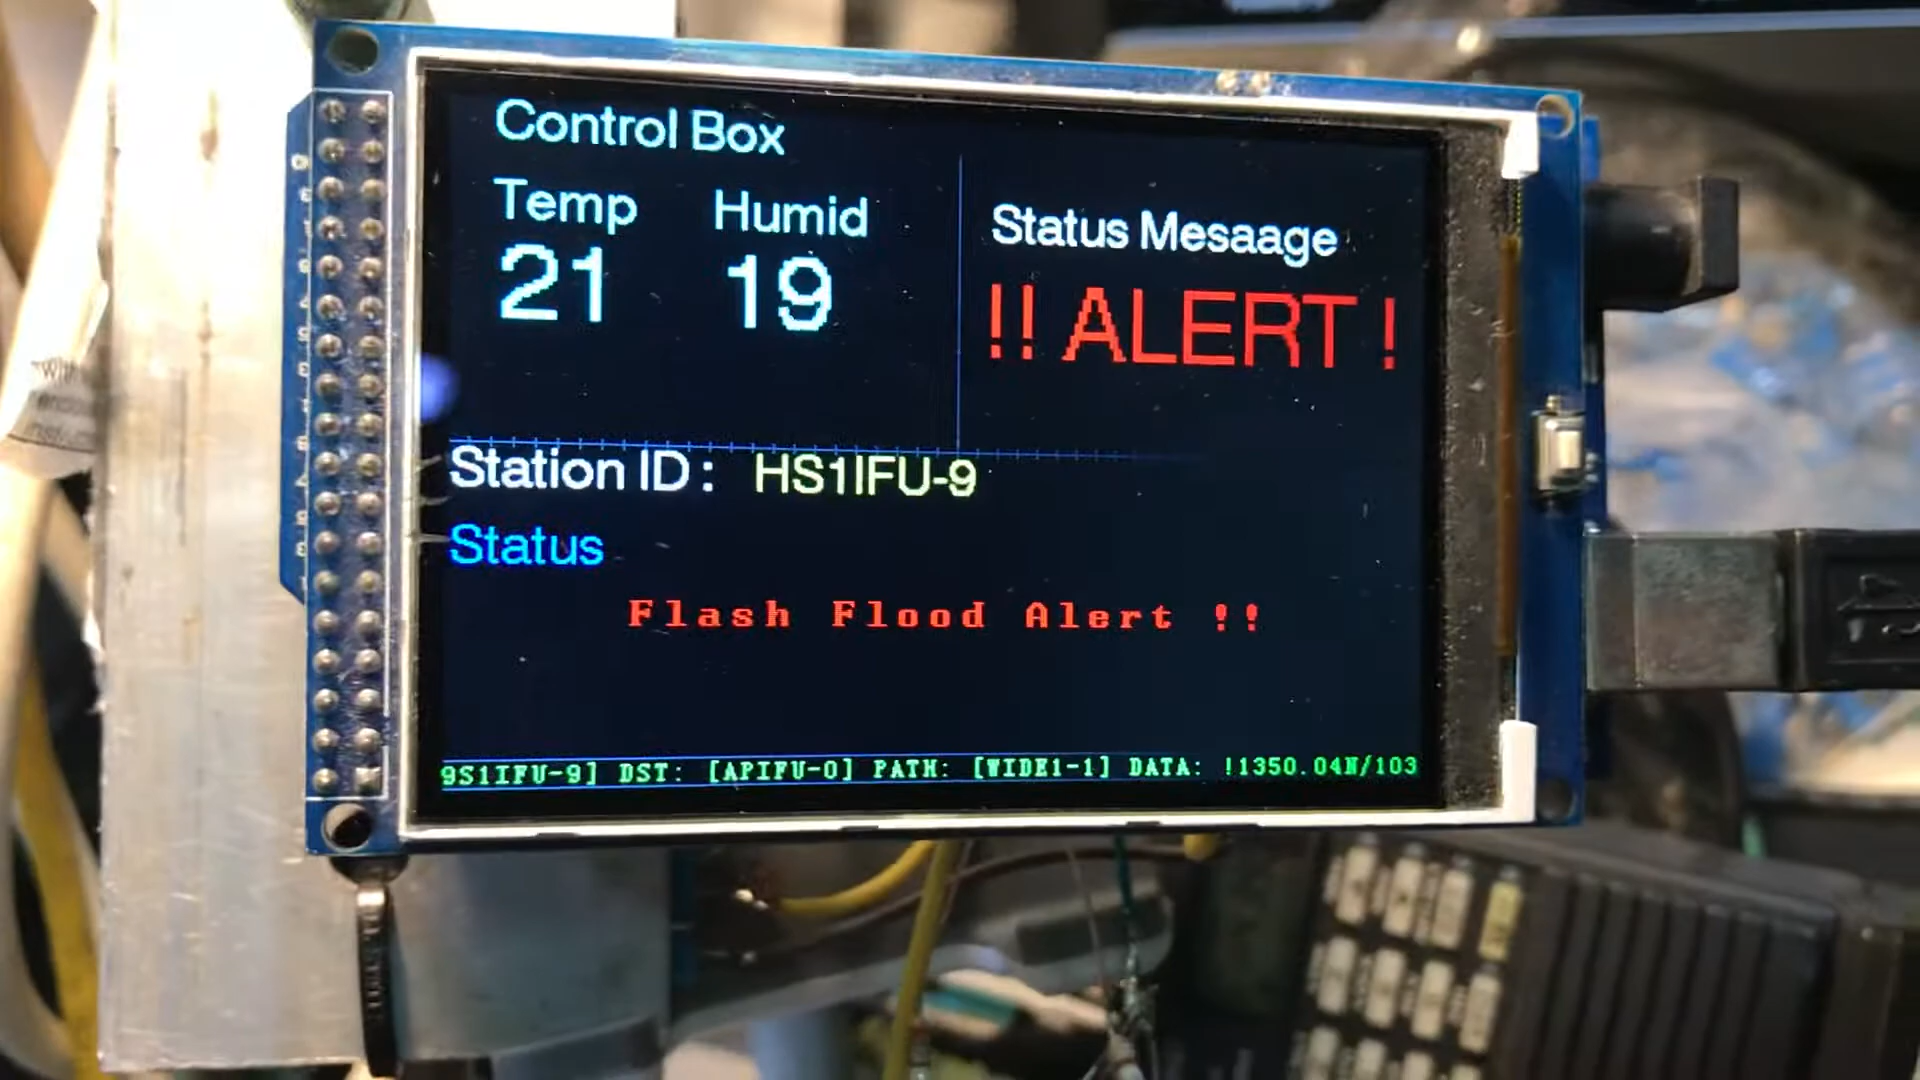 Control Box
Temp Humid
21 19
Status Mesaage
!! ALERT !
Station ID : HS1IFU-9
Status
Flash Flood Alert !!
9S1IFU-9] DST: [APIFU-0] PATH: [WIDE1-1] DATA: !1350.04N/103